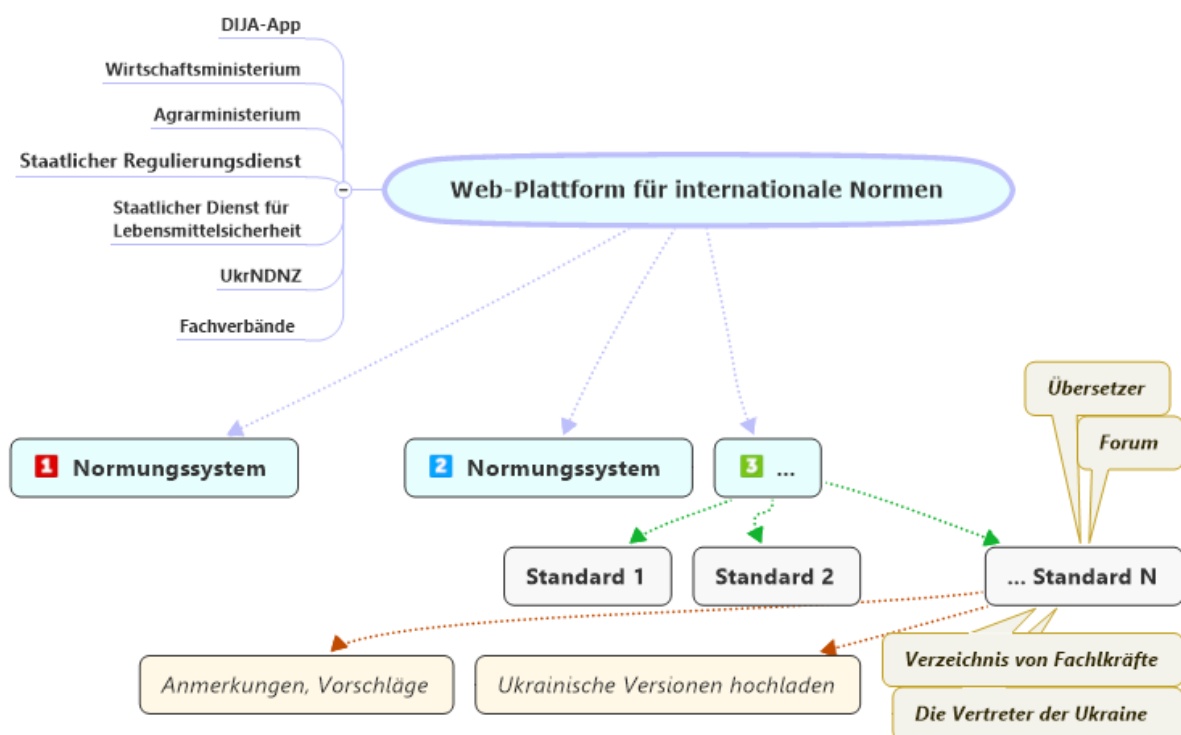 DIJA-App
Wirtschaftsministerium
Agrarministerium
Staatlicher Regulierungsdienst
Staatlicher Dienst für
Lebensmittelsicherheit
UkrNDNZ
Fachverbände
Web-Plattform für internationale Normen
1 Normungssystem
2 Normungssystem
3 ...
Übersetzer
Forum
Standard 1
Standard 2
... Standard N
Anmerkungen, Vorschläge
Ukrainische Versionen hochladen
Verzeichnis von Fachlkräfte
Die Vertreter der Ukraine